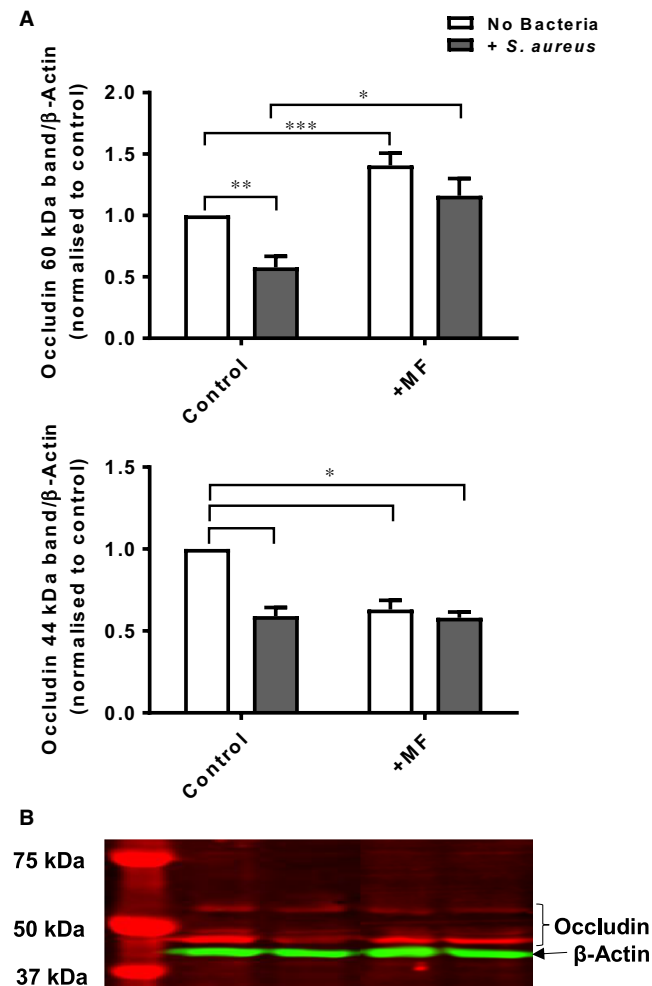 A
No Bacteria
+ S. aureus
Occludin 60 kDa band/β-Actin
(normalised to control)
2.0
1.5
1.0
0.5
0.0
*
***
**
Control
+MF
Occludin 44 kDa band/β-Actin
(normalised to control)
1.5
1.0
0.5
0.0
*
Control
+MF
B
75 kDa
50 kDa
37 kDa
Occludin
β-Actin